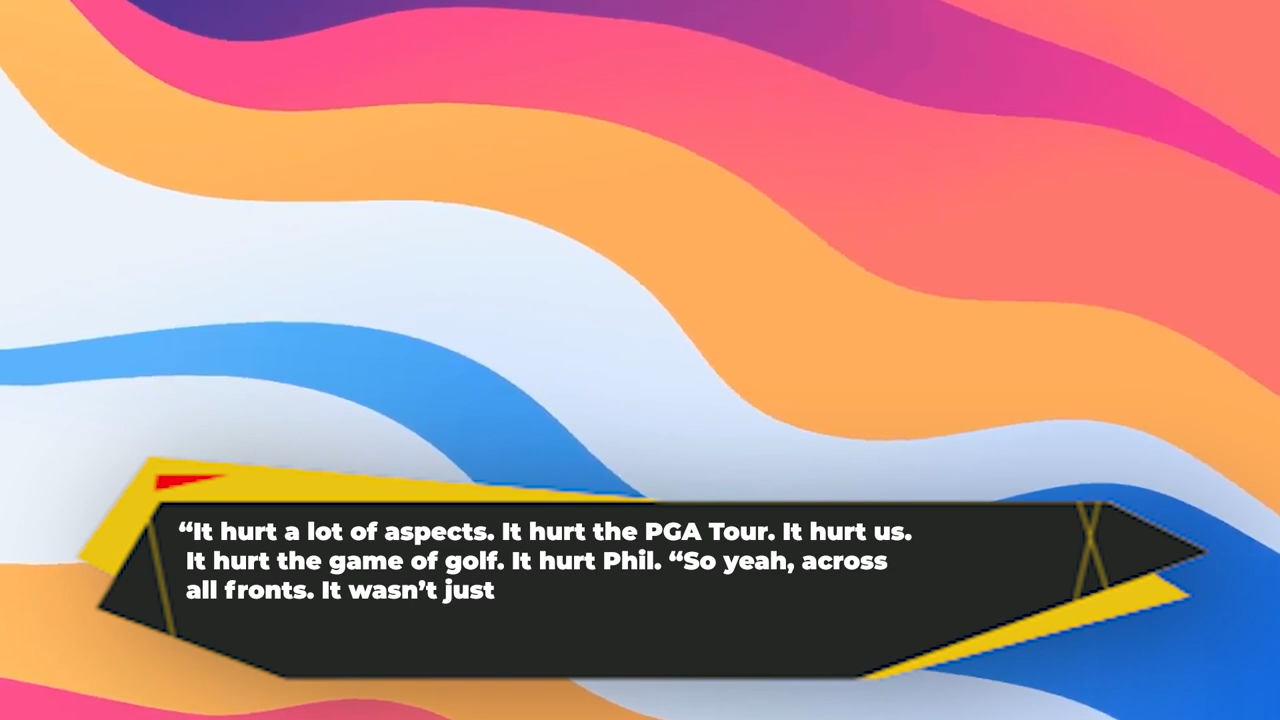 “It hurt a lot of aspects. It hurt the PGA Tour. It hurt us.
It hurt the game of golf. It hurt Phil. “So yeah, across
all fronts. It wasn’t just